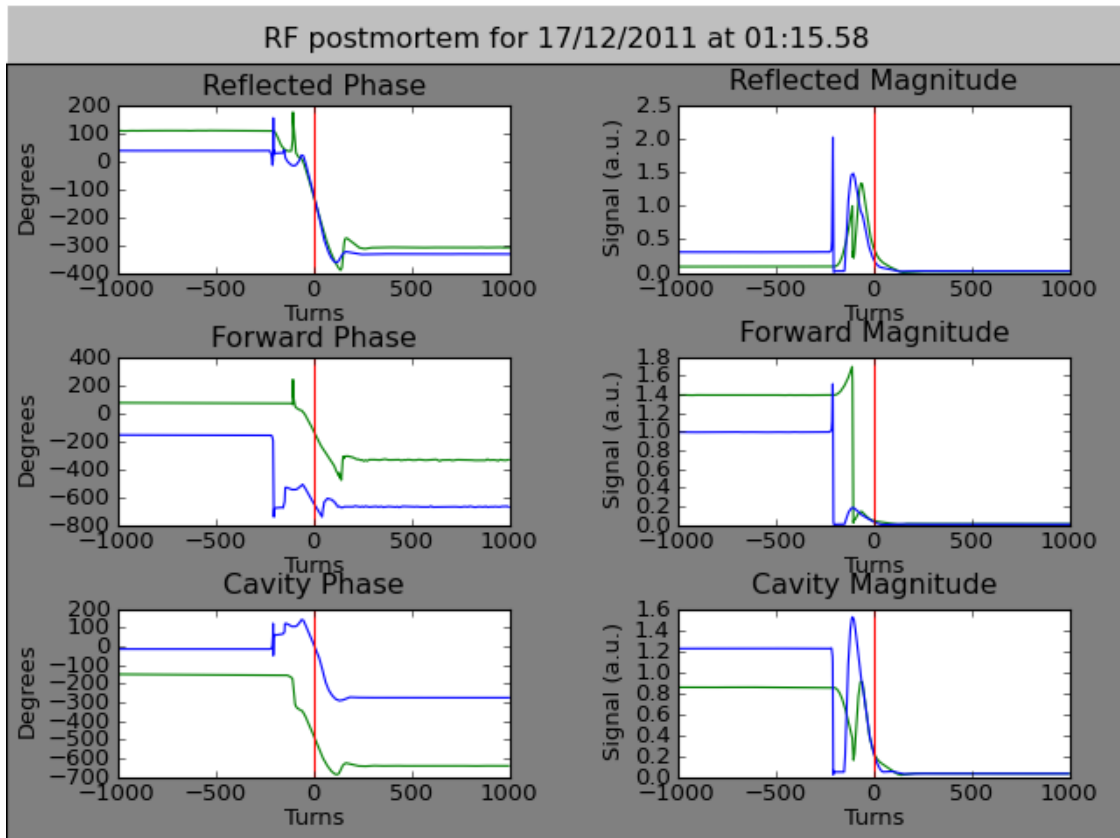 RF postmortem for 17/12/2011 at 01:15.58
Reflected Phase
200
100
0
−100
−200
−300
−400
−1000 −500 0 500 1000
Degrees
Turns
Reflected Magnitude
2.5
2.0
1.5
1.0
0.5
0.0
−1000 −500 0 500 1000
Signal (a.u.)
Turns
Forward Phase
400
200
0
−200
−400
−600
−800
−1000 −500 0 500 1000
Degrees
Turns
Forward Magnitude
1.8
1.6
1.4
1.2
1.0
0.8
0.6
0.4
0.2
0.0
−1000 −500 0 500 1000
Signal (a.u.)
Turns
Cavity Phase
200
100
0
−100
−200
−300
−400
−500
−600
−700
−1000 −500 0 500 1000
Degrees
Turns
Cavity Magnitude
1.6
1.4
1.2
1.0
0.8
0.6
0.4
0.2
0.0
−1000 −500 0 500 1000
Signal (a.u.)
Turns